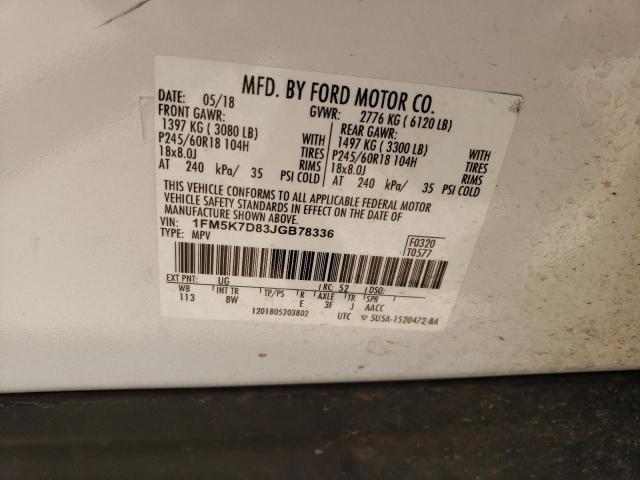 MFD. BY FORD MOTOR CO.
DATE: 05/18 GVWR: 2776 KG ( 6120 LB)
FRONT GAWR: REAR GAWR:
1397 KG ( 3080 LB) WITH 1497 KG ( 3300 LB) WITH
P245/60R18 104H TIRES P245/60R18 104H TIRES
18x8.0J RIMS 18x8.0J RIMS
AT 240 kPa/ 35 PSI COLD AT 240 kPa/ 35 PSI COLD
THIS VEHICLE CONFORMS TO ALL APPLICABLE FEDERAL MOTOR
VEHICLE SAFETY STANDARDS IN EFFECT ON THE DATE OF
MANUFACTURE SHOWN ABOVE.
VIN: 1FM5K7D83JGB78336 F0320
TYPE: MPV T0577
EXT PNT: UG RC: 52 DSO:
WB INT TR TP/PS R AXLE TR SPR
113 8W E 3F J AACC
1201805203802 UTC 5U5A-1520472-BA